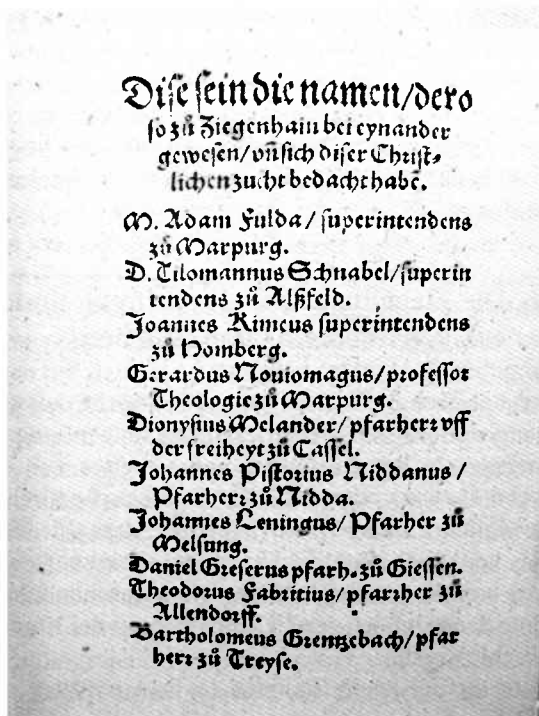 Dise sein die namen/dero
so zů Ziegenhain bei eynander
gewesen/ vñ sich diser Christ⸗
lichen zucht bedacht habē.
M. Adam Fulda/ superintendens
zů Marpurg.
D. Tilomannus Schnabel/superin
tendens zů Alßfeld.
Joannes Kimeus superintendens
zů Homberg.
Gerardus Nouiomagus/professor
Theologie zů Marpurg.
Dionysius Melander/ pfarherr vff
der freiheyt zů Cassel.
Johannes Pistorius Niddanus /
Pfarherr zů Nidda.
Johannes Leningus/ Pfarher zů
Melsung.
Daniel Greserus pfarh. zů Giessen.
Theodorus Fabritius/ pfarrher zů
Allendorff.
Bartholomeus Grentzebach/ pfar
herr zů Treyse.